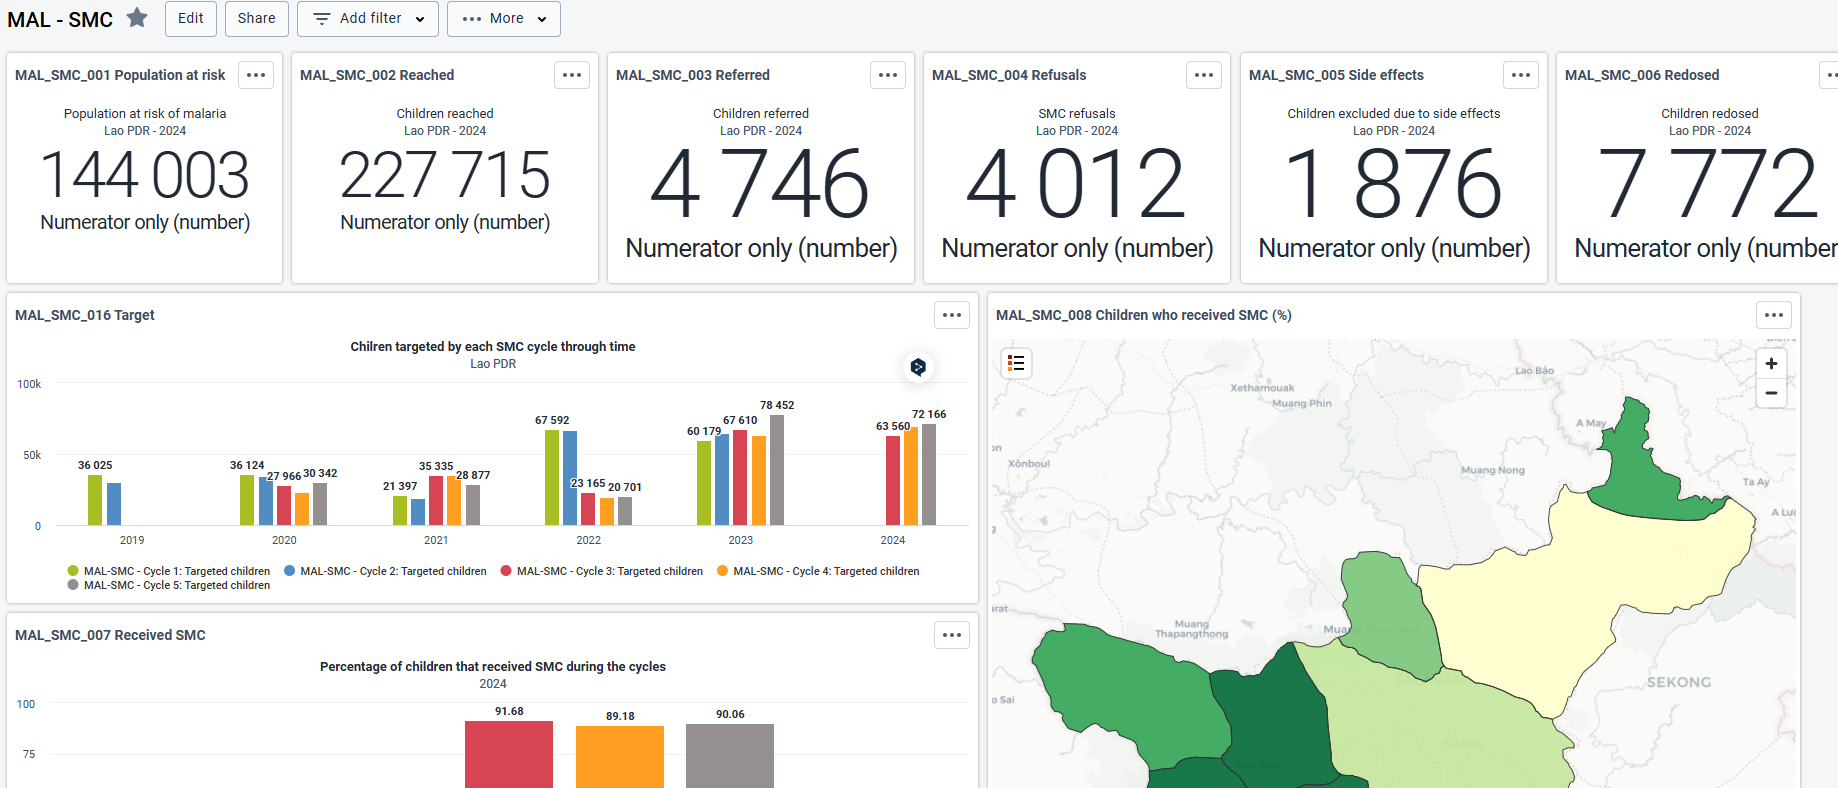 MAL - SMC
Edit
Share
Add filter
More
MAL_SMC_001 Population at risk
Population at risk of malaria
Lao PDR - 2024
144 003
Numerator only (number)
MAL_SMC_002 Reached
Children reached
Lao PDR - 2024
227 715
Numerator only (number)
MAL_SMC_003 Referred
Children referred
Lao PDR - 2024
4 746
Numerator only (number)
MAL_SMC_004 Refusals
SMC refusals
Lao PDR - 2024
4 012
Numerator only (number)
MAL_SMC_005 Side effects
Children excluded due to side effects
Lao PDR - 2024
1 876
Numerator only (number)
MAL_SMC_006 Redosed
Children redosed
Lao PDR - 2024
7 772
Numerator only (number
MAL_SMC_016 Target
Chilren targeted by each SMC cycle through time
Lao PDR
100k
50k
0
36 025
36 124
27 966
30 342
21 397
35 335
28 877
67 592
23 165
20 701
60 179
67 610
78 452
63 560
72 166
2019
2020
2021
2022
2023
2024
MAL-SMC - Cycle 1: Targeted children
MAL-SMC - Cycle 2: Targeted children
MAL-SMC - Cycle 3: Targeted children
MAL-SMC - Cycle 4: Targeted children
MAL-SMC - Cycle 5: Targeted children
MAL_SMC_007 Received SMC
Percentage of children that received SMC during the cycles
2024
100
75
91.68
89.18
90.06
MAL_SMC_008 Children who received SMC (%)
+
−
Lao Bảo
Xethamouak
Muang Phin
A May
Xônboul
Muang Nong
Ta Ay
A Lu
Muang
Thapangthong
Muang Toumlane
SEKONG
o Sai
Salavan